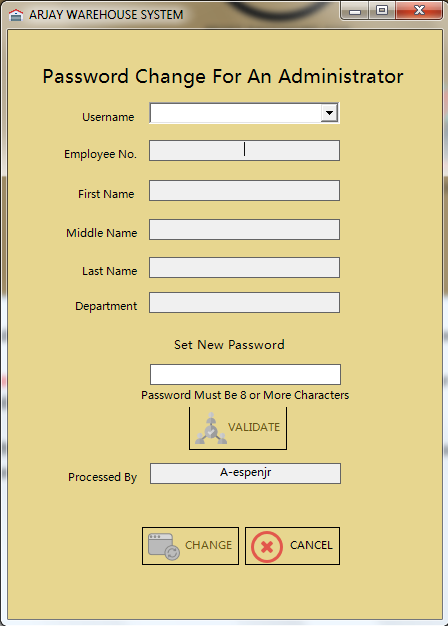 ARJAY WAREHOUSE SYSTEM
Password Change For An Administrator
Username
Employee No.
First Name
Middle Name
Last Name
Department
Set New Password
Password Must Be 8 or More Characters
VALIDATE
Processed By A-espenjr
CHANGE CANCEL